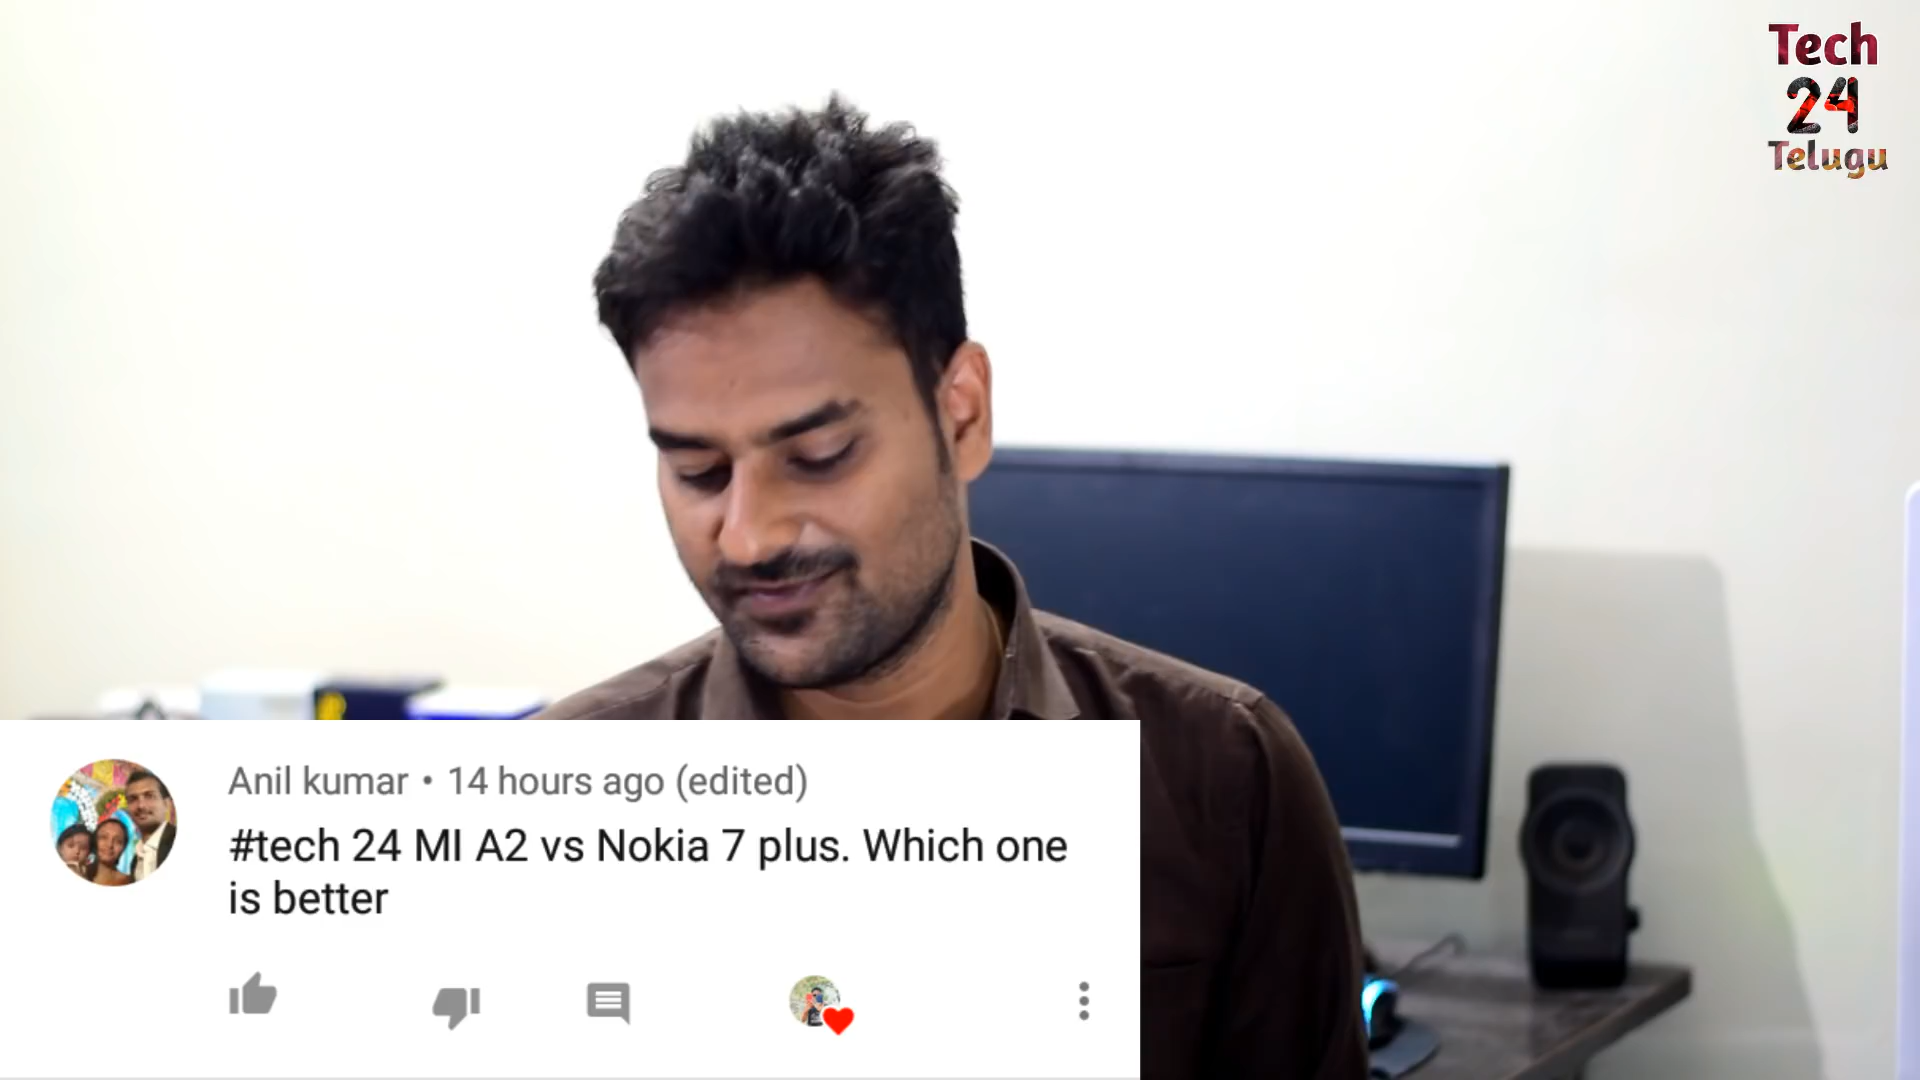 Tech
24
Telugu
Anil kumar • 14 hours ago (edited)
#tech 24 MI A2 vs Nokia 7 plus. Which one
is better